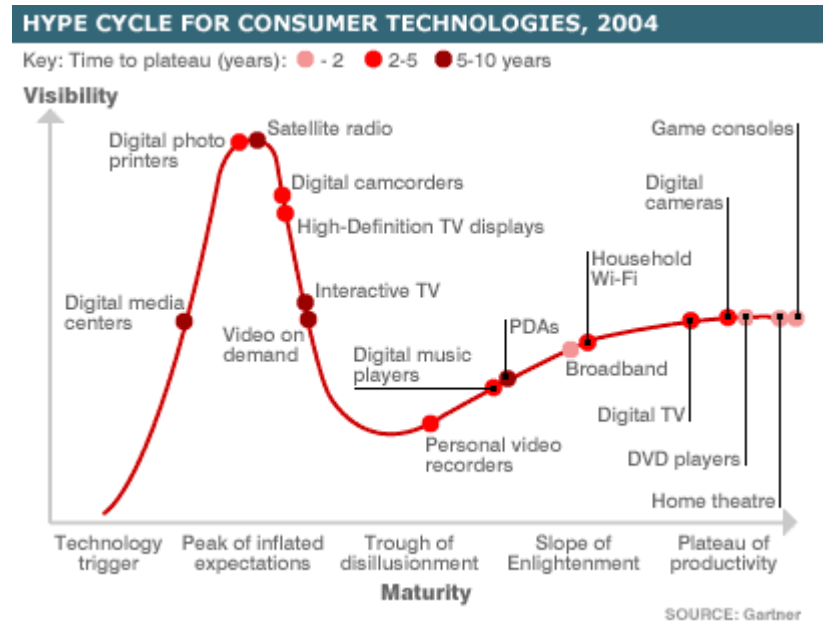 HYPE CYCLE FOR CONSUMER TECHNOLOGIES, 2004
Key: Time to plateau (years): - 2 2-5 5-10 years
Visibility
Digital photo
printers
Satellite radio
Game consoles
Digital camcorders
Digital
cameras
High-Definition TV displays
Household
Wi-Fi
Interactive TV
Digital media
centers
Video on
demand
PDAs
Digital music
players
Broadband
Digital TV
Personal video
recorders
DVD players
Home theatre
Technology
trigger
Peak of inflated
expectations
Trough of
disillusionment
Slope of
Enlightenment
Plateau of
productivity
Maturity
SOURCE: Gartner